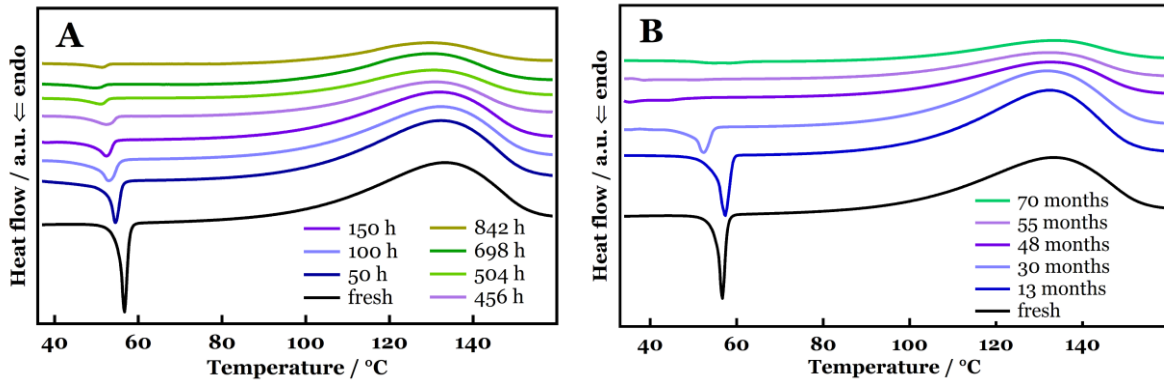 A
Heat flow / a.u. ⇐ endo
150 h
100 h
50 h
fresh
842 h
698 h
504 h
456 h
40 60 80 100 120 140
Temperature / °C
B
Heat flow / a.u. ⇐ endo
70 months
55 months
48 months
30 months
13 months
fresh
40 60 80 100 120 140
Temperature / °C